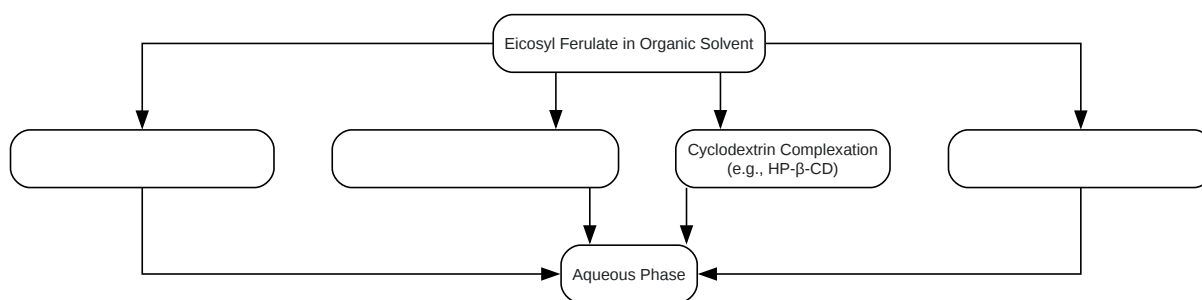 Eicosyl Ferulate in Organic Solvent
Cyclodextrin Complexation
(e.g., HP-β-CD)
Aqueous Phase